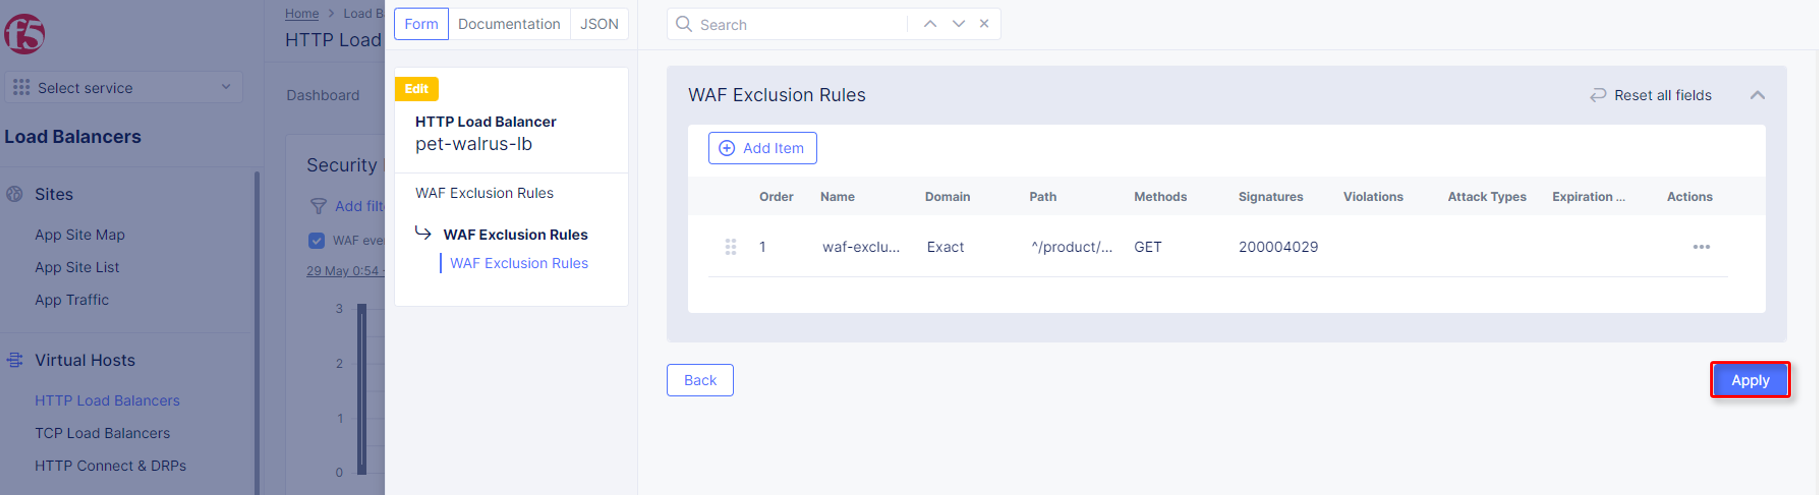 f5
Select service
Load Balancers
Sites
App Site Map
App Site List
App Traffic
Virtual Hosts
HTTP Load Balancers
TCP Load Balancers
HTTP Connect & DRPs
Home > Load B
HTTP Load
Dashboard
Security
Add filt
WAF eve
29 May 0:54 -
3
2
1
0
Form
Documentation
JSON
Edit
HTTP Load Balancer
pet-walrus-lb
WAF Exclusion Rules
WAF Exclusion Rules
WAF Exclusion Rules
Search
WAF Exclusion Rules
Reset all fields
Add Item
Order Name Domain Path Methods Signatures Violations Attack Types Expiration ... Actions
1 waf-exclu... Exact ^/product/... GET 200004029
Back
Apply